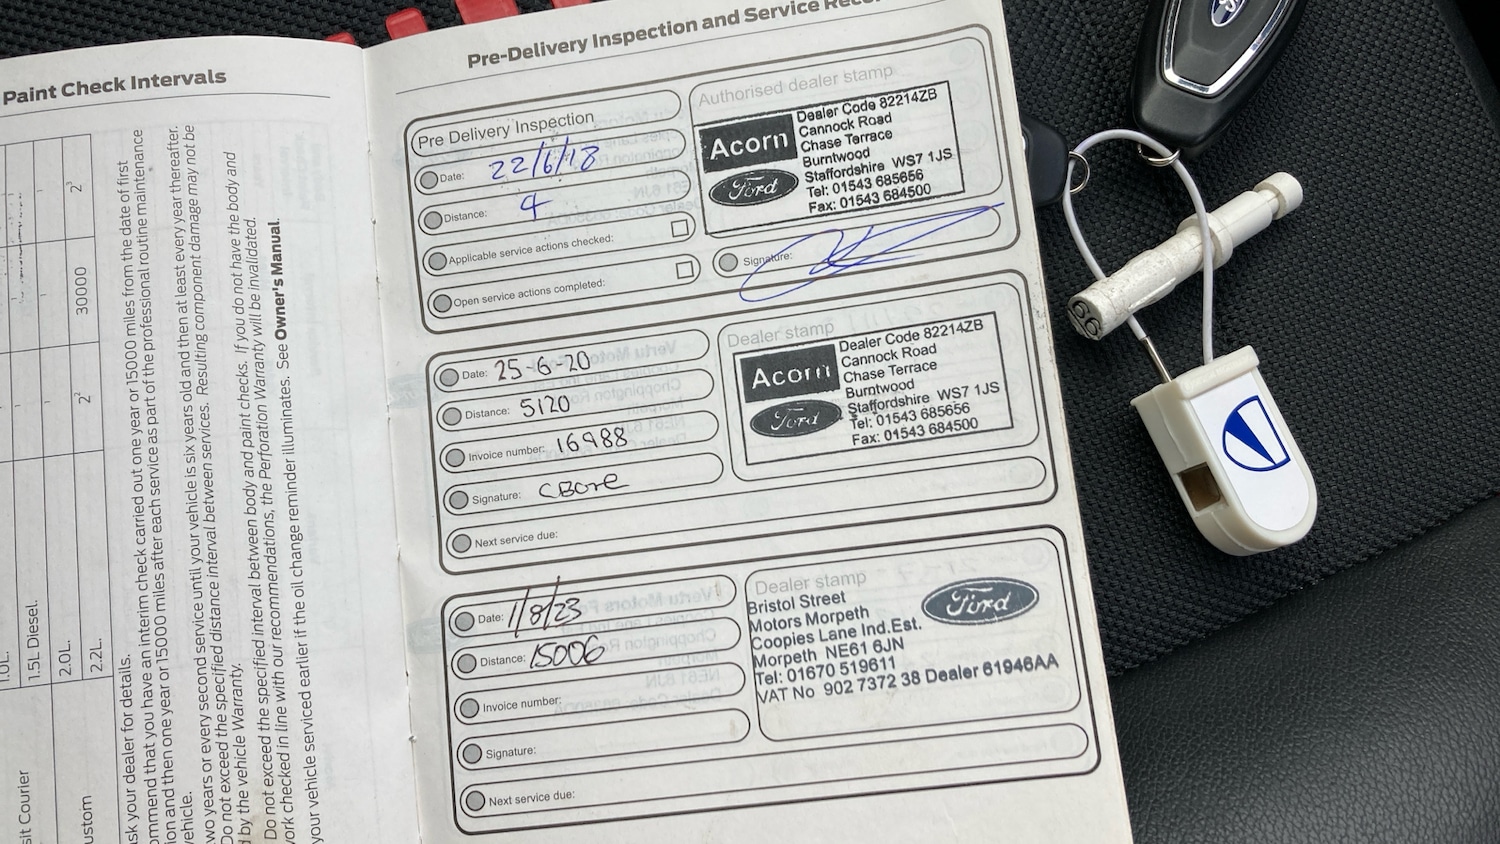 Paint Check Intervals
2³
30000
2²
1.0L.
1.5L Diesel.
2.0L.
2.2L.
sit Courier
ustom
ask your dealer for details.
ommend that you have an interim check carried out one year or 15000 miles from the date of first
ion and then one year or 15000 miles after each service as part of the professional routine maintenance
vehicle.
wo years or every second service until your vehicle is six years old and then at least every year thereafter.
Do not exceed the specified distance interval between services. Resulting component damage may not be
d by the vehicle Warranty.
Do not exceed the specified interval between body and paint checks. If you do not have the body and
ork checked in line with our recommendations, the Perforation Warranty will be invalidated.
your vehicle serviced earlier if the oil change reminder illuminates. See Owner's Manual.
Pre-Delivery Inspection and Service Reco
Pre Delivery Inspection
Date: 22/6/18
Distance: 4
Applicable service actions checked:
Open service actions completed:
Authorised dealer stamp
Acorn
Ford
Dealer Code 82214ZB
Cannock Road
Chase Terrace
Burntwood
Staffordshire WS7 1JS
Tel: 01543 685656
Fax: 01543 684500
Signature:
Date: 25-6-20
Distance: 5120
Invoice number: 16988
Signature: CBore
Next service due:
Dealer stamp
Acorn
Ford
Dealer Code 82214ZB
Cannock Road
Chase Terrace
Burntwood
Staffordshire WS7 1JS
Tel: 01543 685656
Fax: 01543 684500
Date: 1/8/23
Distance: 15006
Invoice number:
Signature:
Next service due:
Dealer stamp
Ford
Bristol Street
Motors Morpeth
Coopies Lane Ind.Est.
Morpeth NE61 6JN
Tel: 01670 519611
VAT No 902 7372 38 Dealer 61946AA
66